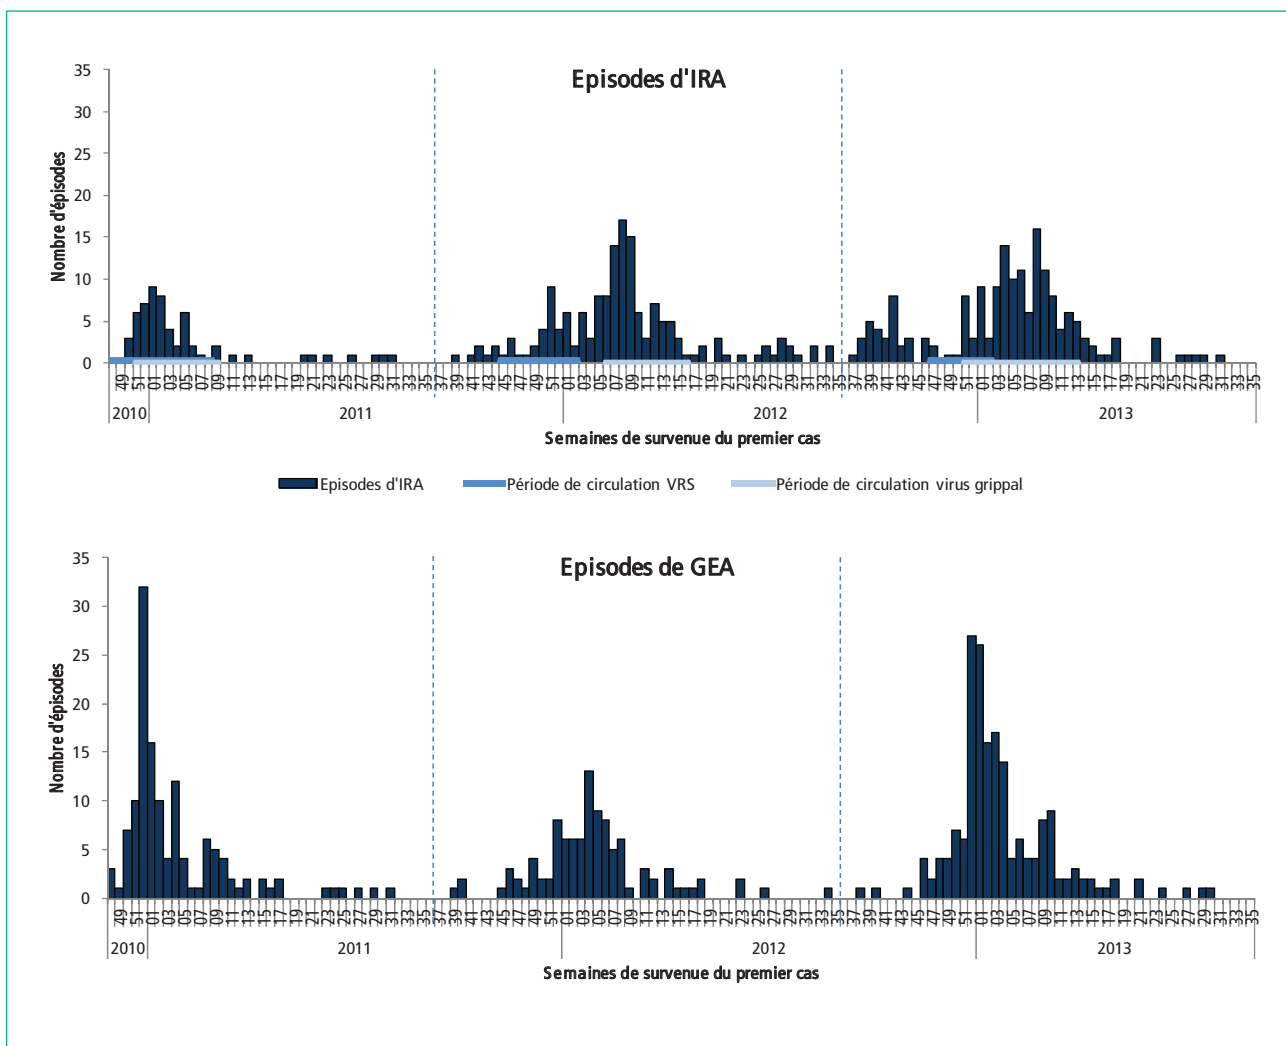 Episodes d'IRA
35
30
25
20
15
10
5
0
Nombre d'épisodes
49 51 01 03 05 07 09 11 13 15 17 19 21 23 25 27 29 31 33 35 37 39 41 43 45 47 49 51 01 03 05 07 09 11 13 15 17 19 21 23 25 27 29 31 33 35 37 39 41 43 45 47 49 51 01 03 05 07 09 11 13 15 17 19 21 23 25 27 29 31 33 35
2010 2011 2012 2013
Semaines de survenue du premier cas
Episodes d'IRA Période de circulation VRS Période de circulation virus grippal
Episodes de GEA
35
30
25
20
15
10
5
0
Nombre d'épisodes
49 51 01 03 05 07 09 11 13 15 17 19 21 23 25 27 29 31 33 35 37 39 41 43 45 47 49 51 01 03 05 07 09 11 13 15 17 19 21 23 25 27 29 31 33 35 37 39 41 43 45 47 49 51 01 03 05 07 09 11 13 15 17 19 21 23 25 27 29 31 33 35
2010 2011 2012 2013
Semaines de survenue du premier cas